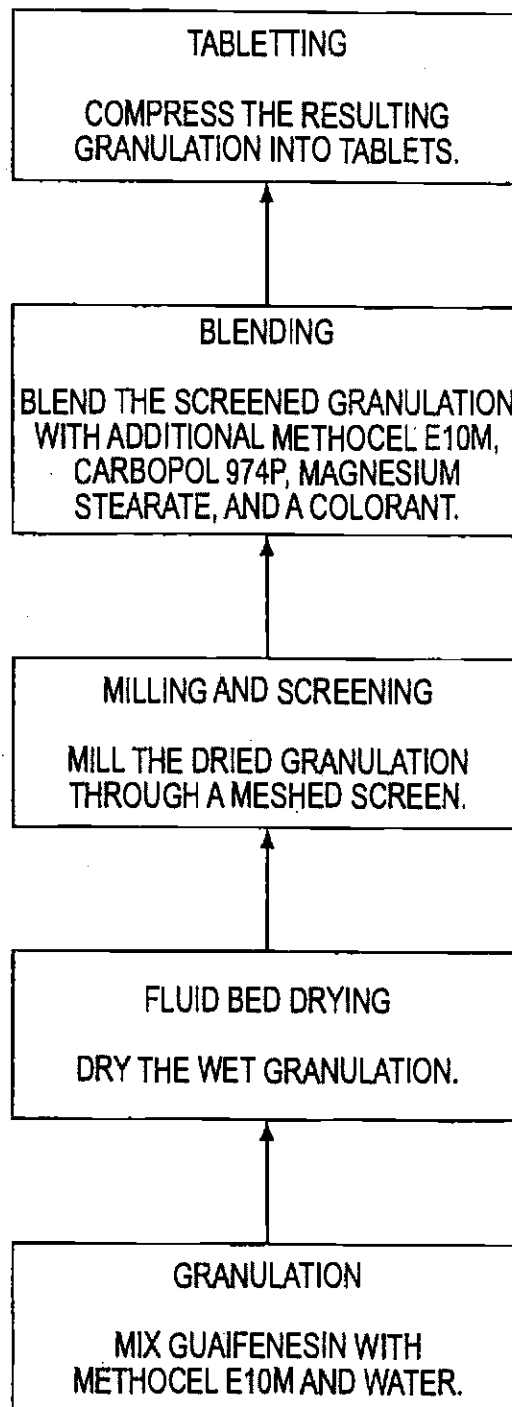 TABLETTING
COMPRESS THE RESULTING
GRANULATION INTO TABLETS.
BLENDING
BLEND THE SCREENED GRANULATION
WITH ADDITIONAL METHOCEL E10M,
CARBOPOL 974P, MAGNESIUM
STEARATE, AND A COLORANT.
MILLING AND SCREENING
MILL THE DRIED GRANULATION
THROUGH A MESHED SCREEN.
FLUID BED DRYING
DRY THE WET GRANULATION.
GRANULATION
MIX GUAIFENESIN WITH
METHOCEL E10M AND WATER.